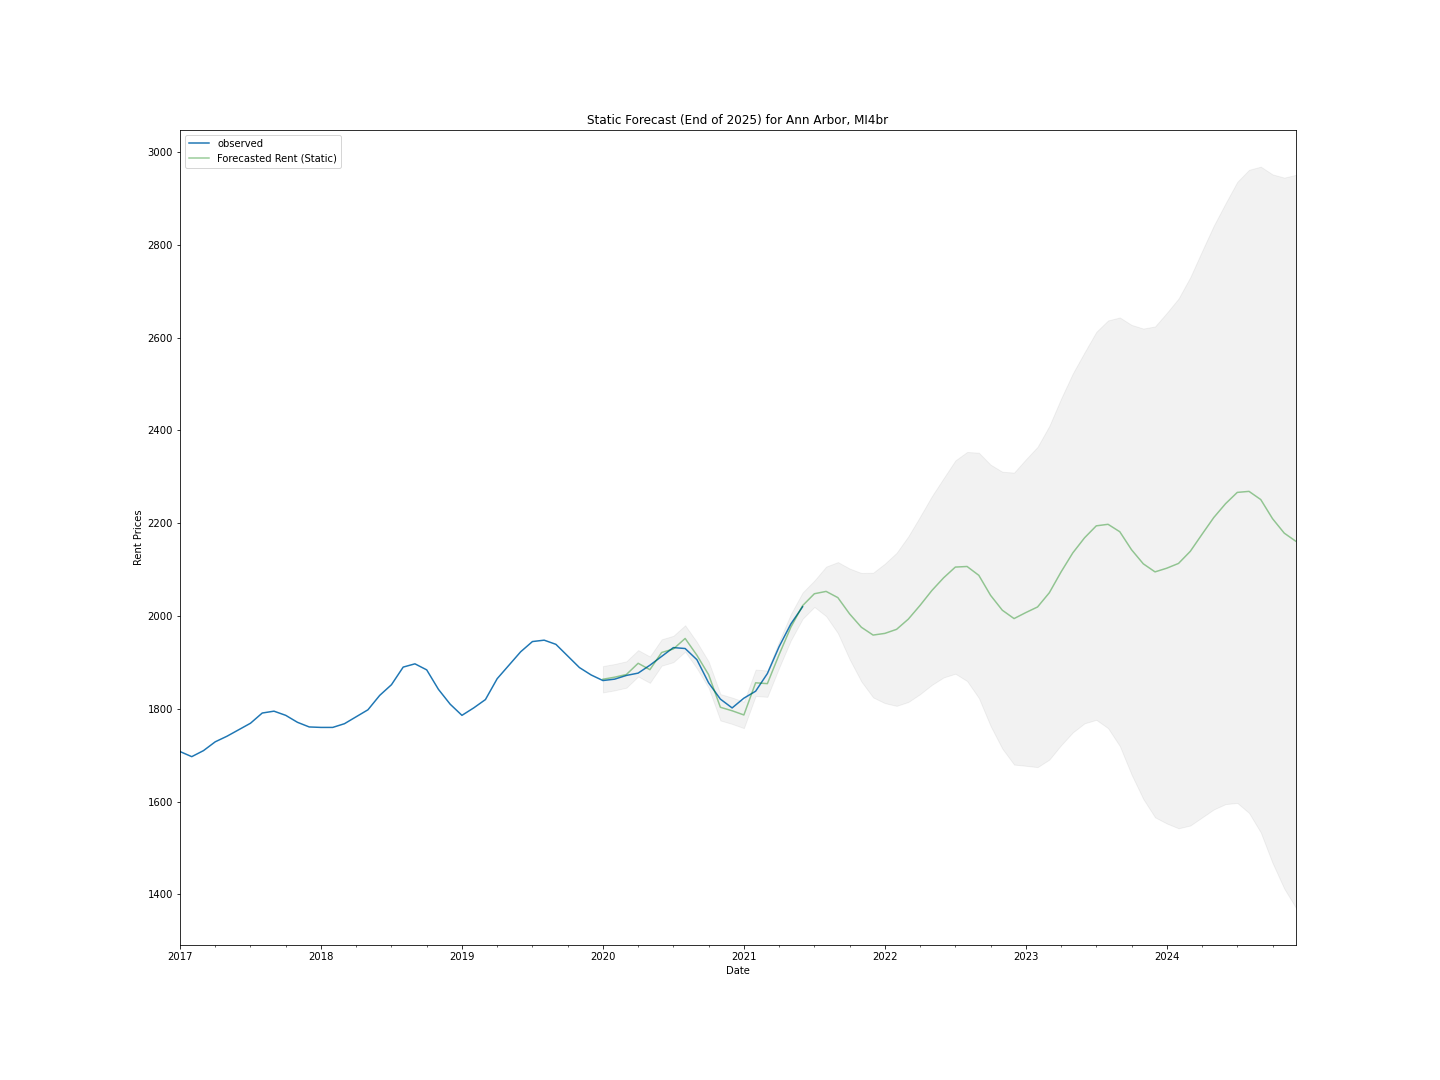 Static Forecast (End of 2025) for Ann Arbor, MI4br
observed
Forecasted Rent (Static)
3000
2800
2600
2400
2200
2000
1800
1600
1400
Rent Prices
2017 2018 2019 2020 2021 2022 2023 2024
Date